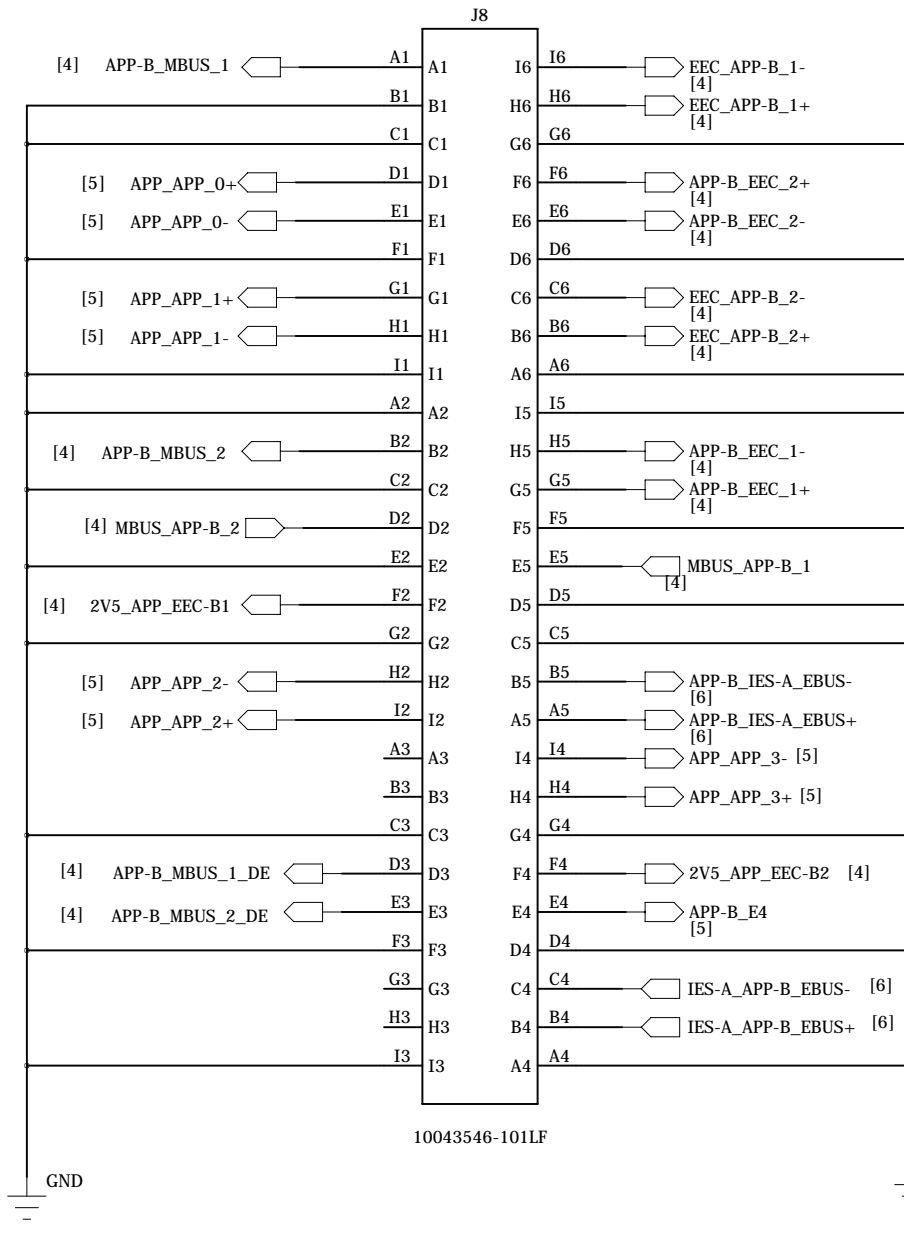 J8
[4] APP-B_MBUS_1 A1 A1 I6 I6 EEC_APP-B_1-
[4]
B1 B1 H6 H6 EEC_APP-B_1+
[4]
C1 C1 G6 G6
[5] APP_APP_0+ D1 D1 F6 F6 APP-B_EEC_2+
[4]
[5] APP_APP_0- E1 E1 E6 E6 APP-B_EEC_2-
[4]
F1 F1 D6 D6
[5] APP_APP_1+ G1 G1 C6 C6 EEC_APP-B_2-
[4]
[5] APP_APP_1- H1 H1 B6 B6 EEC_APP-B_2+
[4]
I1 I1 A6 A6
A2 A2 I5 I5
[4] APP-B_MBUS_2 B2 B2 H5 H5 APP-B_EEC_1-
[4]
C2 C2 G5 G5 APP-B_EEC_1+
[4]
[4] MBUS_APP-B_2 D2 D2 F5 F5
E2 E2 E5 E5 MBUS_APP-B_1
[4]
[4] 2V5_APP_EEC-B1 F2 F2 D5 D5
G2 G2 C5 C5
[5] APP_APP_2- H2 H2 B5 B5 APP-B_IES-A_EBUS-
[6]
[5] APP_APP_2+ I2 I2 A5 A5 APP-B_IES-A_EBUS+
[6]
A3 A3 I4 I4 APP_APP_3- [5]
B3 B3 H4 H4 APP_APP_3+ [5]
C3 C3 G4 G4
[4] APP-B_MBUS_1_DE D3 D3 F4 F4 2V5_APP_EEC-B2 [4]
[4] APP-B_MBUS_2_DE E3 E3 E4 E4 APP-B_E4
[5]
F3 F3 D4 D4
G3 G3 C4 C4 IES-A_APP-B_EBUS- [6]
H3 H3 B4 B4 IES-A_APP-B_EBUS+ [6]
I3 I3 A4 A4
10043546-101LF
GND